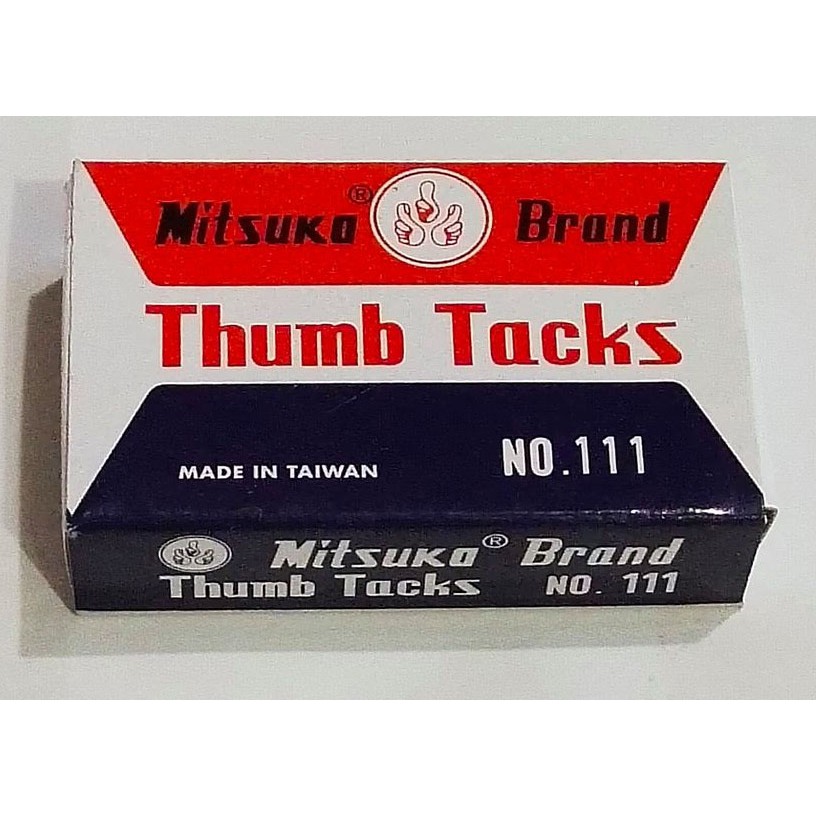 Mitsuka® Brand
Thumb Tacks
MADE IN TAIWAN NO.111
Mitsuka® Brand
Thumb Tacks NO. 111